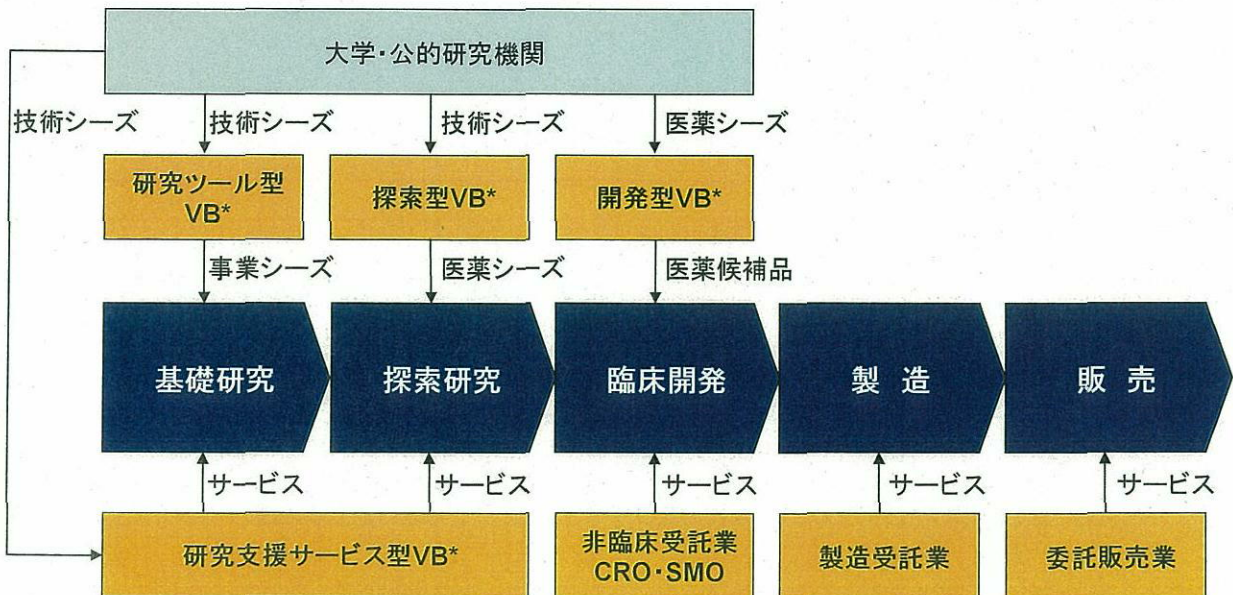 大学・公的研究機関
技術シーズ
技術シーズ
技術シーズ
医薬シーズ
研究ツール型
VB*
探索型VB*
開発型VB*
事業シーズ
医薬シーズ
医薬候補品
基礎研究
探索研究
臨床開発
製 造
販 売
サービス
サービス
サービス
サービス
サービス
研究支援サービス型VB*
非臨床受託業
CRO・SMO
製造受託業
委託販売業